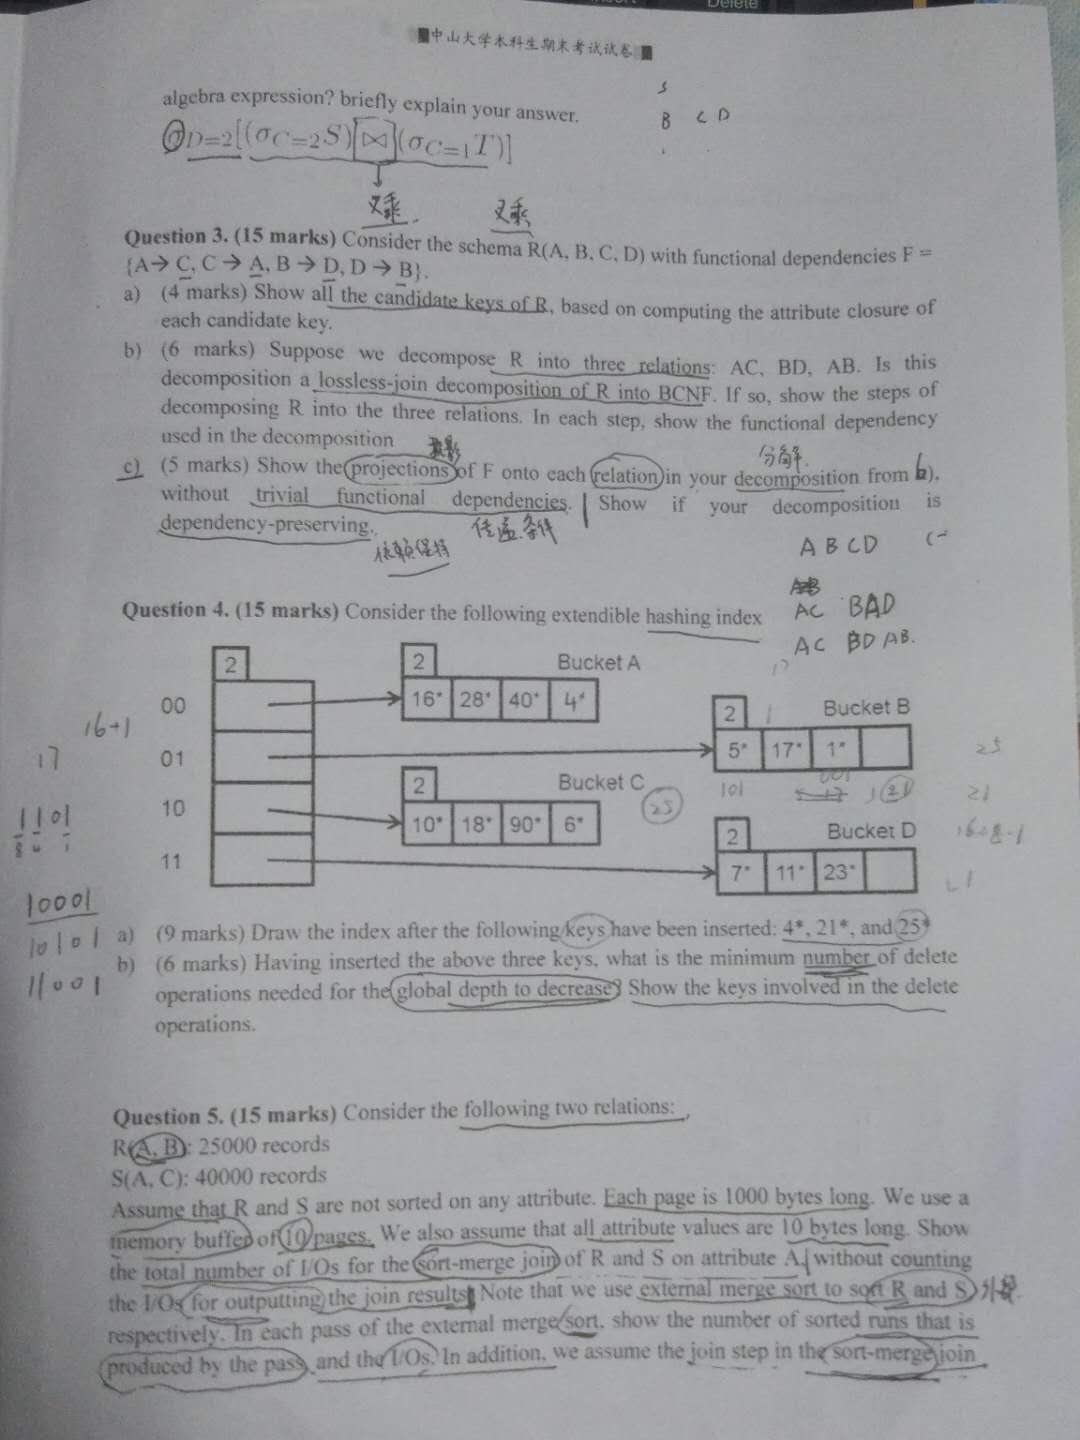 Delete
中山大学本科生期末考试试卷
algebra expression? briefly explain your answer.
S
B C D
σD=2[(σC=2S)⋈(σC=1T)]
叉乘
叉乘
Question 3. (15 marks) Consider the schema R(A, B, C, D) with functional dependencies F =
{A→ C, C → A, B → D, D → B}.
a) (4 marks) Show all the candidate keys of R, based on computing the attribute closure of
each candidate key.
b) (6 marks) Suppose we decompose R into three relations: AC, BD, AB. Is this
decomposition a lossless-join decomposition of R into BCNF. If so, show the steps of
decomposing R into the three relations. In each step, show the functional dependency
used in the decomposition
分解
c) (5 marks) Show the projections of F onto each relation in your decomposition from b),
without trivial functional dependencies. Show if your decomposition is
dependency-preserving.
传递条件
依赖保持
A B C D
AB
AC BAD
AC BD AB.
Question 4. (15 marks) Consider the following extendible hashing index
2
2 Bucket A
00 16* 28* 40* 4*
2 Bucket B
01 5* 17* 1*
2 Bucket C
10 10* 18* 90* 6*
2 Bucket D
11 7* 11* 23*
16+1
17
1101
10001
10101
11001
101
001
25
25
21
21
a) (9 marks) Draw the index after the following keys have been inserted: 4*, 21*, and 25*
b) (6 marks) Having inserted the above three keys, what is the minimum number of delete
operations needed for the global depth to decrease? Show the keys involved in the delete
operations.
Question 5. (15 marks) Consider the following two relations:
R(A, B): 25000 records
S(A, C): 40000 records
Assume that R and S are not sorted on any attribute. Each page is 1000 bytes long. We use a
memory buffer of 10 pages. We also assume that all attribute values are 10 bytes long. Show
the total number of I/Os for the sort-merge join of R and S on attribute A, without counting
the I/Os for outputting the join results. Note that we use external merge sort to sort R and S
respectively. In each pass of the external merge sort, show the number of sorted runs that is
produced by the pass, and the I/Os. In addition, we assume the join step in the sort-merge join